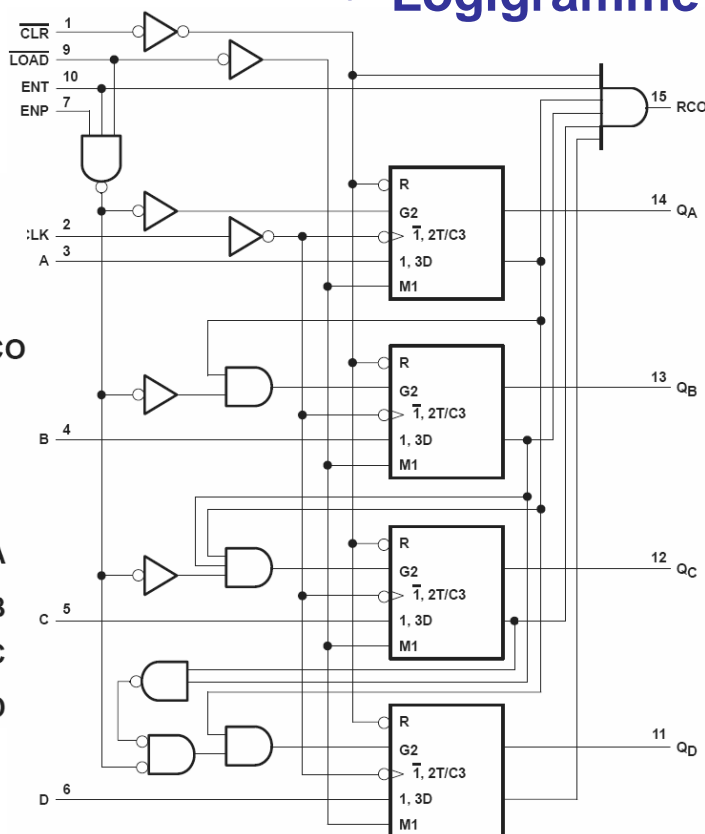 Logigramme
CLR 1
LOAD 9
ENT 10
ENP 7
15 RCO
R
G2
1, 2T/C3
1, 3D
M1
14 QA
CLK 2
A 3
CO
R
G2
1, 2T/C3
1, 3D
M1
13 QB
B 4
R
G2
1, 2T/C3
1, 3D
M1
12 QC
A
B
C
D
C 5
R
G2
1, 2T/C3
1, 3D
M1
11 QD
D 6